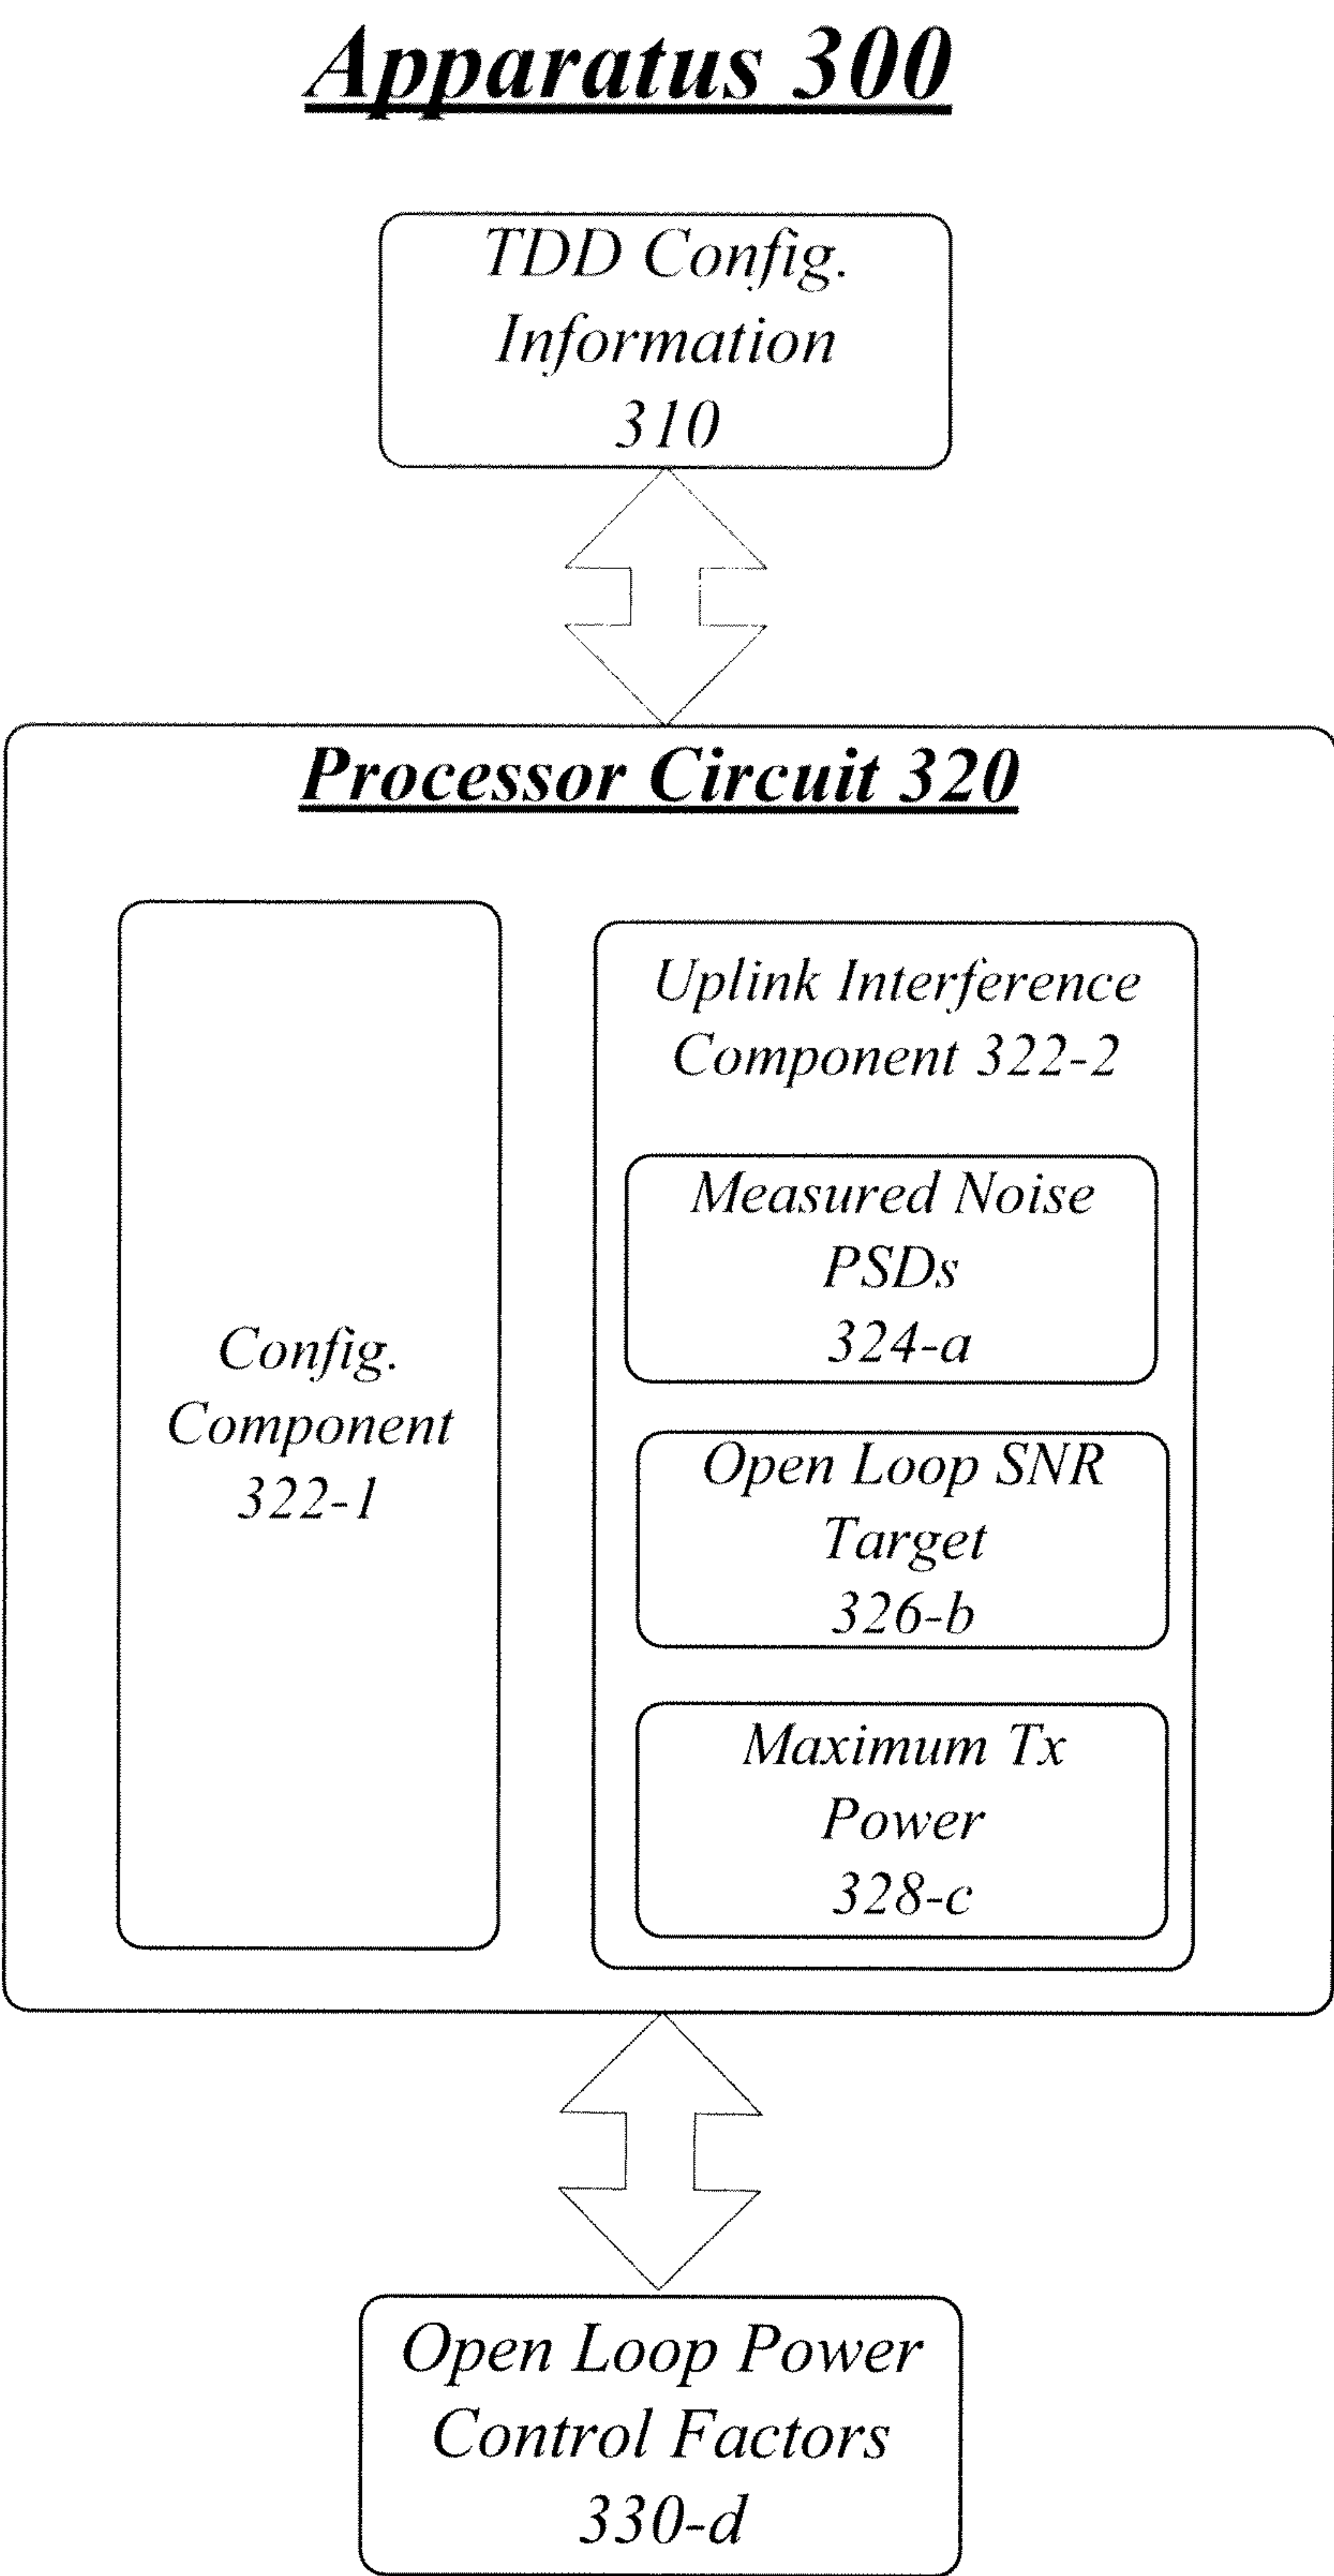 Apparatus 300
TDD Config.
Information
310
Processor Circuit 320
Config.
Component
322-1
Uplink Interference
Component 322-2
Measured Noise
PSDs
324-a
Open Loop SNR
Target
326-b
Maximum Tx
Power
328-c
Open Loop Power
Control Factors
330-d